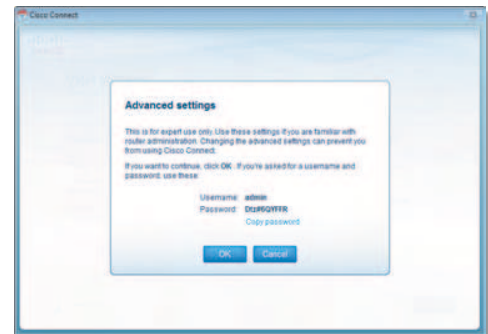 Cisco Connect
Advanced settings
This is for expert use only. Use these settings if you are familiar with
router administration. Changing the advanced settings can prevent you
from using Cisco Connect.
If you want to continue, click OK. If you're asked for a username and
password, use these:
Username: admin
Password:
Copy password
OK
Cancel